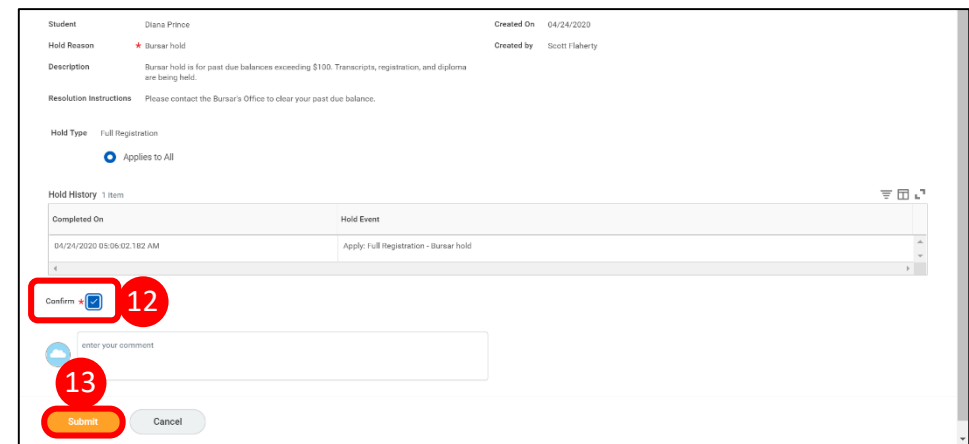 Student Diana Prince Created On 04/24/2020
Hold Reason * Bursar hold Created by Scott Flaherty
Description Bursar hold is for past due balances exceeding $100. Transcripts, registration, and diploma
are being held.
Resolution Instructions Please contact the Bursar's Office to clear your past due balance.
Hold Type Full Registration
Applies to All
Hold History 1 item
Completed On Hold Event
04/24/2020 05:06:02.182 AM Apply: Full Registration - Bursar hold
Confirm * 12
enter your comment
13
Submit Cancel